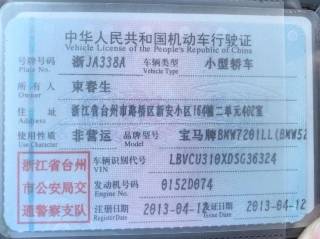 中华人民共和国机动车行驶证
Vehicle License of the People's Republic of China
号牌号码 浙JA338A 车辆类型 小型轿车
Plate No. Vehicle Type
所有人 束春生
Owner
住址 浙江省台州市路桥区新安小区164幢二单元402室
Address
使用性质 非营运 品牌型号 宝马牌BMW7201LL(BMW52
Use Character Model
浙江省台州市公安局交通警察支队
车辆识别代号 LBVCU310XDSG36324
VIN
发动机号码 0152D074
Engine No.
注册日期 2013-04-12 发证日期 2013-04-12
Register Date Issue Date